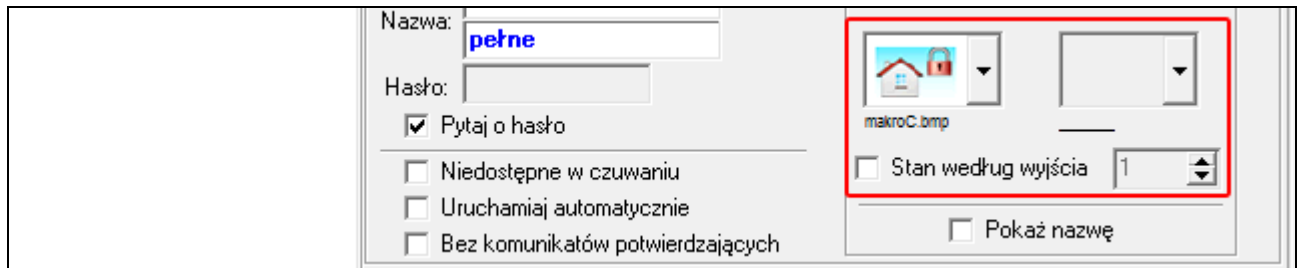 Nazwa:
pełne
Hasło:
Pytaj o hasło
Niedostępne w czuwaniu
Uruchamiaj automatycznie
Bez komunikatów potwierdzających
makroC.bmp
Stan według wyjścia 1
Pokaż nazwę